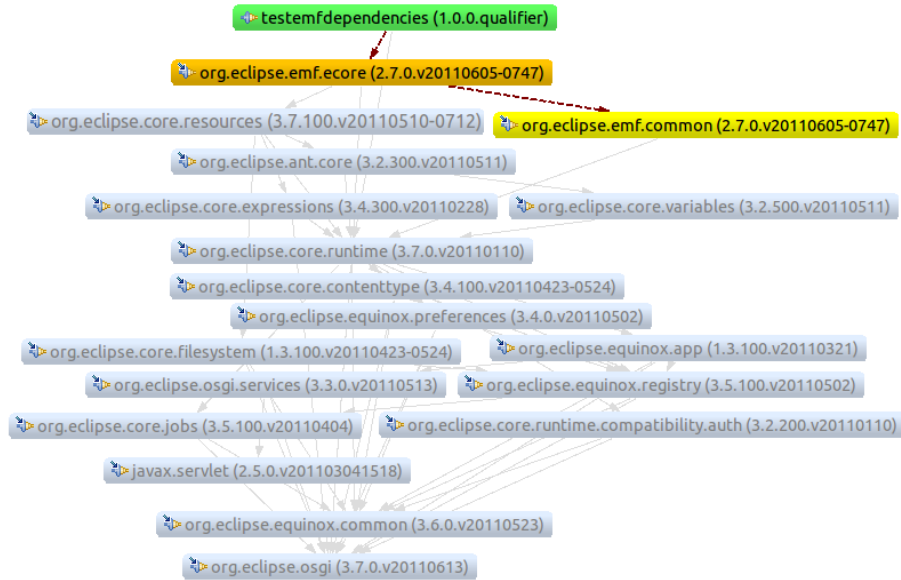 testemfdependencies (1.0.0.qualifier)
org.eclipse.emf.ecore (2.7.0.v20110605-0747)
org.eclipse.core.resources (3.7.100.v20110510-0712)
org.eclipse.emf.common (2.7.0.v20110605-0747)
org.eclipse.ant.core (3.2.300.v20110511)
org.eclipse.core.expressions (3.4.300.v20110228)
org.eclipse.core.variables (3.2.500.v20110511)
org.eclipse.core.runtime (3.7.0.v20110110)
org.eclipse.core.contenttype (3.4.100.v20110423-0524)
org.eclipse.equinox.preferences (3.4.0.v20110502)
org.eclipse.core.filesystem (1.3.100.v20110423-0524)
org.eclipse.equinox.app (1.3.100.v20110321)
org.eclipse.osgi.services (3.3.0.v20110513)
org.eclipse.equinox.registry (3.5.100.v20110502)
org.eclipse.core.jobs (3.5.100.v20110404)
org.eclipse.core.runtime.compatibility.auth (3.2.200.v20110110)
javax.servlet (2.5.0.v201103041518)
org.eclipse.equinox.common (3.6.0.v20110523)
org.eclipse.osgi (3.7.0.v20110613)